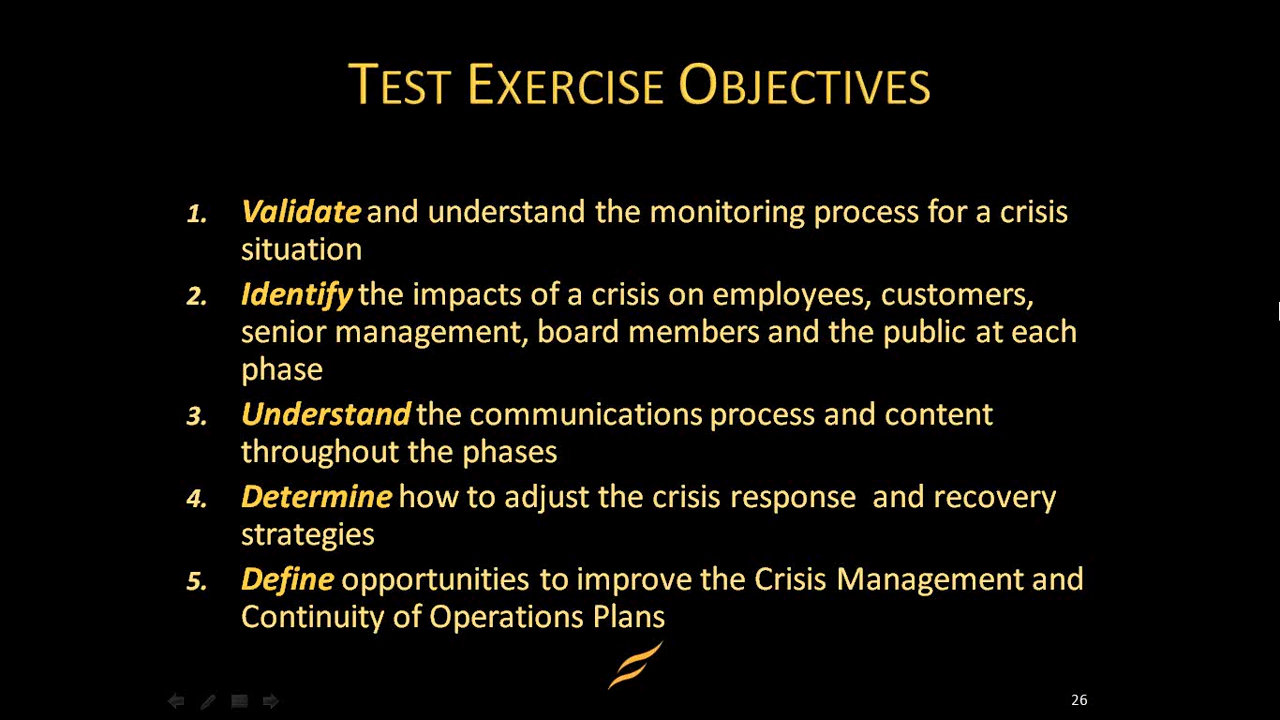 TEST EXERCISE OBJECTIVES
1. Validate and understand the monitoring process for a crisis
situation
2. Identify the impacts of a crisis on employees, customers,
senior management, board members and the public at each
phase
3. Understand the communications process and content
throughout the phases
4. Determine how to adjust the crisis response  and recovery
strategies
5. Define opportunities to improve the Crisis Management and
Continuity of Operations Plans
26